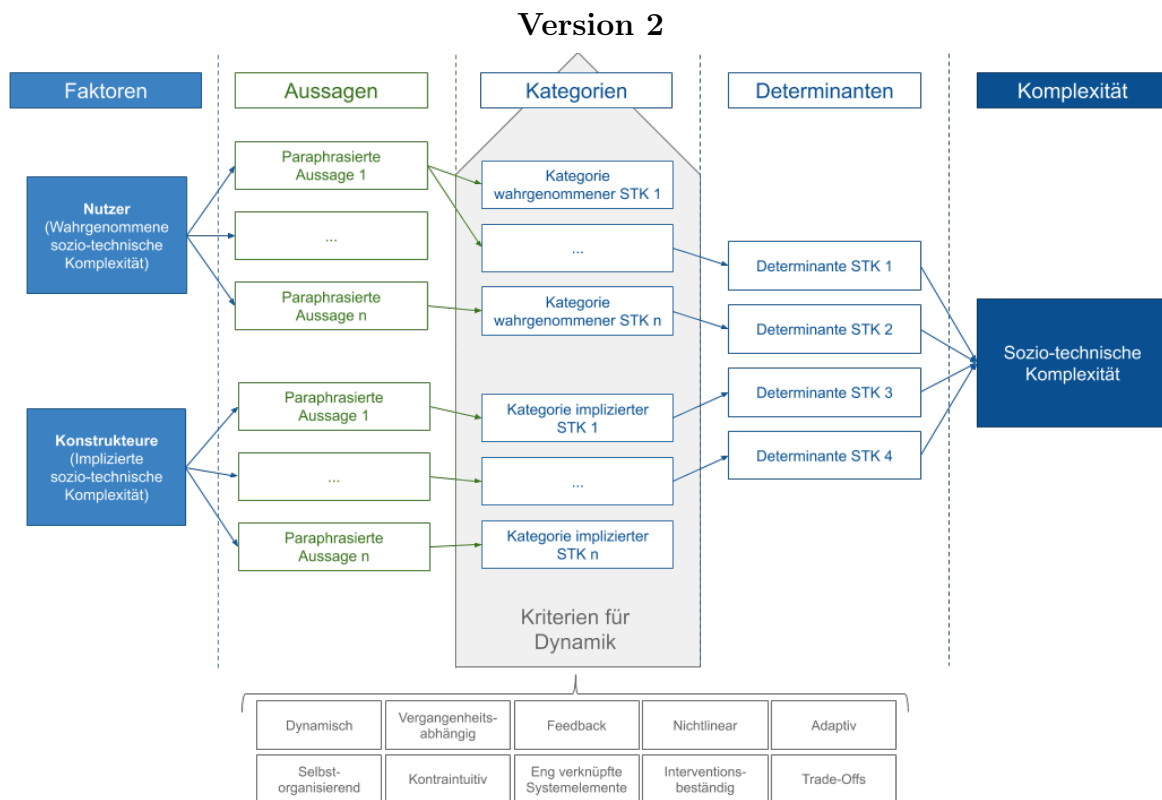 Version 2
Faktoren
Aussagen
Kategorien
Determinanten
Komplexität
Nutzer
(Wahrgenommene
sozio-technische
Komplexität)
Konstrukteure
(Implizierte
sozio-technische
Komplexität)
Paraphrasierte
Aussage 1
...
Paraphrasierte
Aussage n
Paraphrasierte
Aussage 1
...
Paraphrasierte
Aussage n
Kategorie
wahrgenommener STK 1
...
Kategorie
wahrgenommener STK n
Kategorie implizierter
STK 1
...
Kategorie implizierter
STK n
Kriterien für
Dynamik
Determinante STK 1
Determinante STK 2
Determinante STK 3
Determinante STK 4
Sozio-technische
Komplexität
Dynamisch
Vergangenheits-
abhängig
Feedback
Nichtlinear
Adaptiv
Selbst-
organisierend
Kontraintuitiv
Eng verknüpfte
Systemelemente
Interventions-
beständig
Trade-Offs